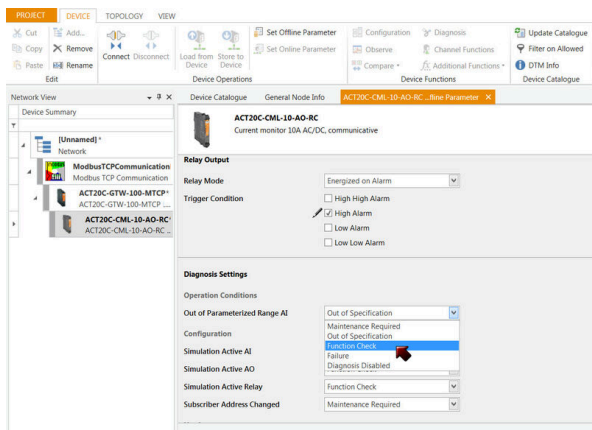 PROJECT DEVICE TOPOLOGY VIEW
Cut Add... Set Offline Parameter Configuration Diagnosis Update Catalogue
Copy Remove Connect Disconnect Load from Device Store to Device Set Online Parameter Observe Channel Functions Filter on Allowed
Paste Rename Compare Additional Functions DTM Info
Edit Device Operations Device Functions Device Catalogue
Network View Device Catalogue General Node Info ACT20C-CML-10-AO-RC ...ffline Parameter
Device Summary
ACT20C-CML-10-AO-RC
Current monitor 10A AC/DC, communicative
[Unnamed]*
Network
ModbusTCPCommunication
Modbus TCP Communication
ACT20C-GTW-100-MTCP*
ACT20C-GTW-100-MTCP ....
ACT20C-CML-10-AO-RC*
ACT20C-CML-10-AO-RC ...
Relay Output
Relay Mode Energized on Alarm
Trigger Condition High High Alarm
High Alarm
Low Alarm
Low Low Alarm
Diagnosis Settings
Operation Conditions
Out of Parameterized Range AI Out of Specification
Maintenance Required
Out of Specification
Function Check
Failure
Diagnosis Disabled
Configuration
Simulation Active AI
Simulation Active AO
Simulation Active Relay Function Check
Subscriber Address Changed Maintenance Required